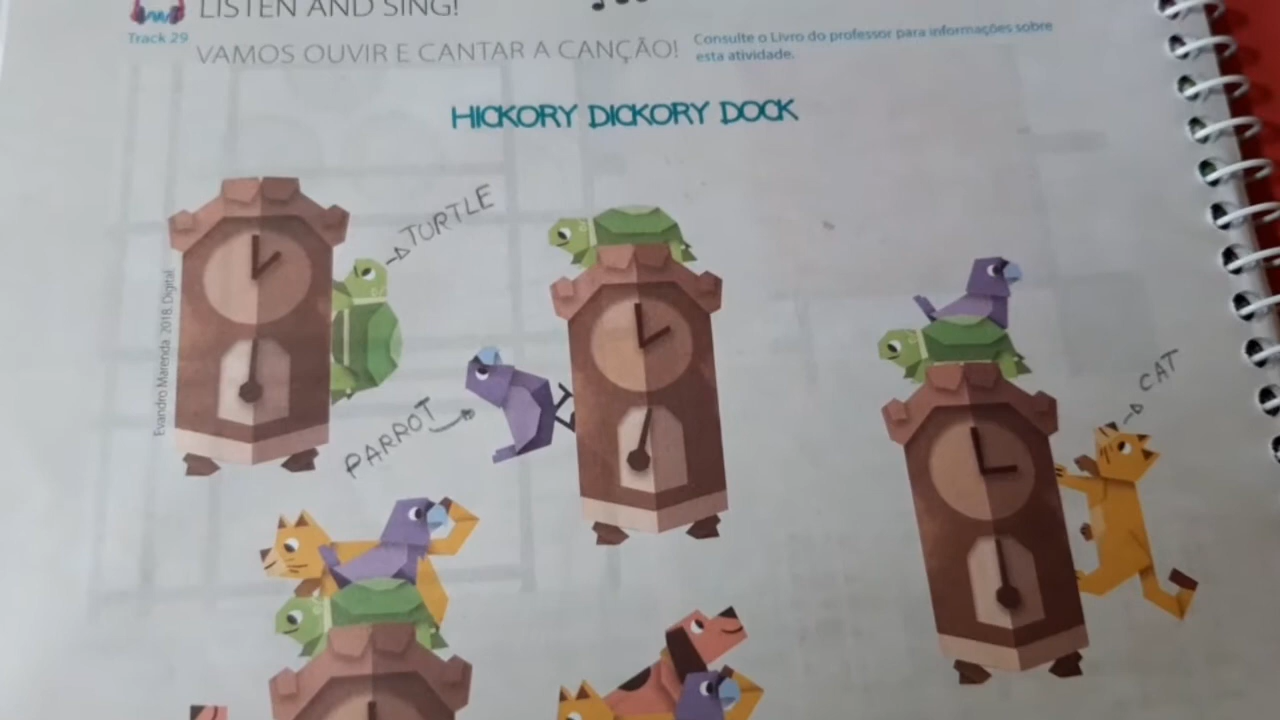 LISTEN AND SING!
Track 29
VAMOS OUVIR E CANTAR A CANÇÃO!
Consulte o Livro do professor para informações sobre
esta atividade.
HICKORY DICKORY DOCK
TURTLE
Evandro Marenda. 2018. Digital.
PARROT
CAT